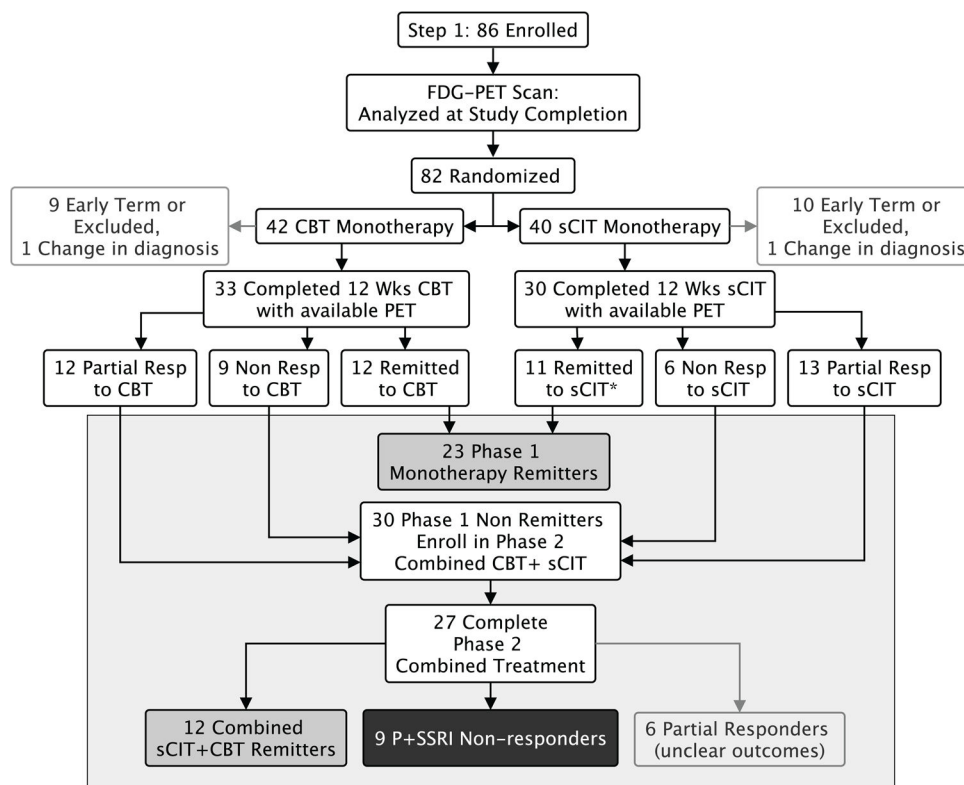 Step 1: 86 Enrolled
FDG-PET Scan:
Analyzed at Study Completion
82 Randomized
9 Early Term or
Excluded,
1 Change in diagnosis
42 CBT Monotherapy
40 sCIT Monotherapy
10 Early Term or
Excluded,
1 Change in diagnosis
33 Completed 12 Wks CBT
with available PET
30 Completed 12 Wks sCIT
with available PET
12 Partial Resp
to CBT
9 Non Resp
to CBT
12 Remitted
to CBT
11 Remitted
to sCIT*
6 Non Resp
to sCIT
13 Partial Resp
to sCIT
23 Phase 1
Monotherapy Remitters
30 Phase 1 Non Remitters
Enroll in Phase 2
Combined CBT+ sCIT
27 Complete
Phase 2
Combined Treatment
12 Combined
sCIT+CBT Remitters
9 P+SSRI Non-responders
6 Partial Responders
(unclear outcomes)